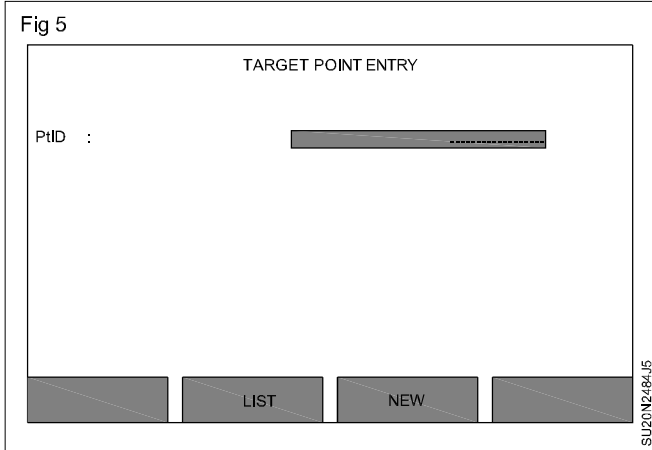 Fig 5
TARGET POINT ENTRY
PtID :
----------------
LIST NEW
SU20N2484J5